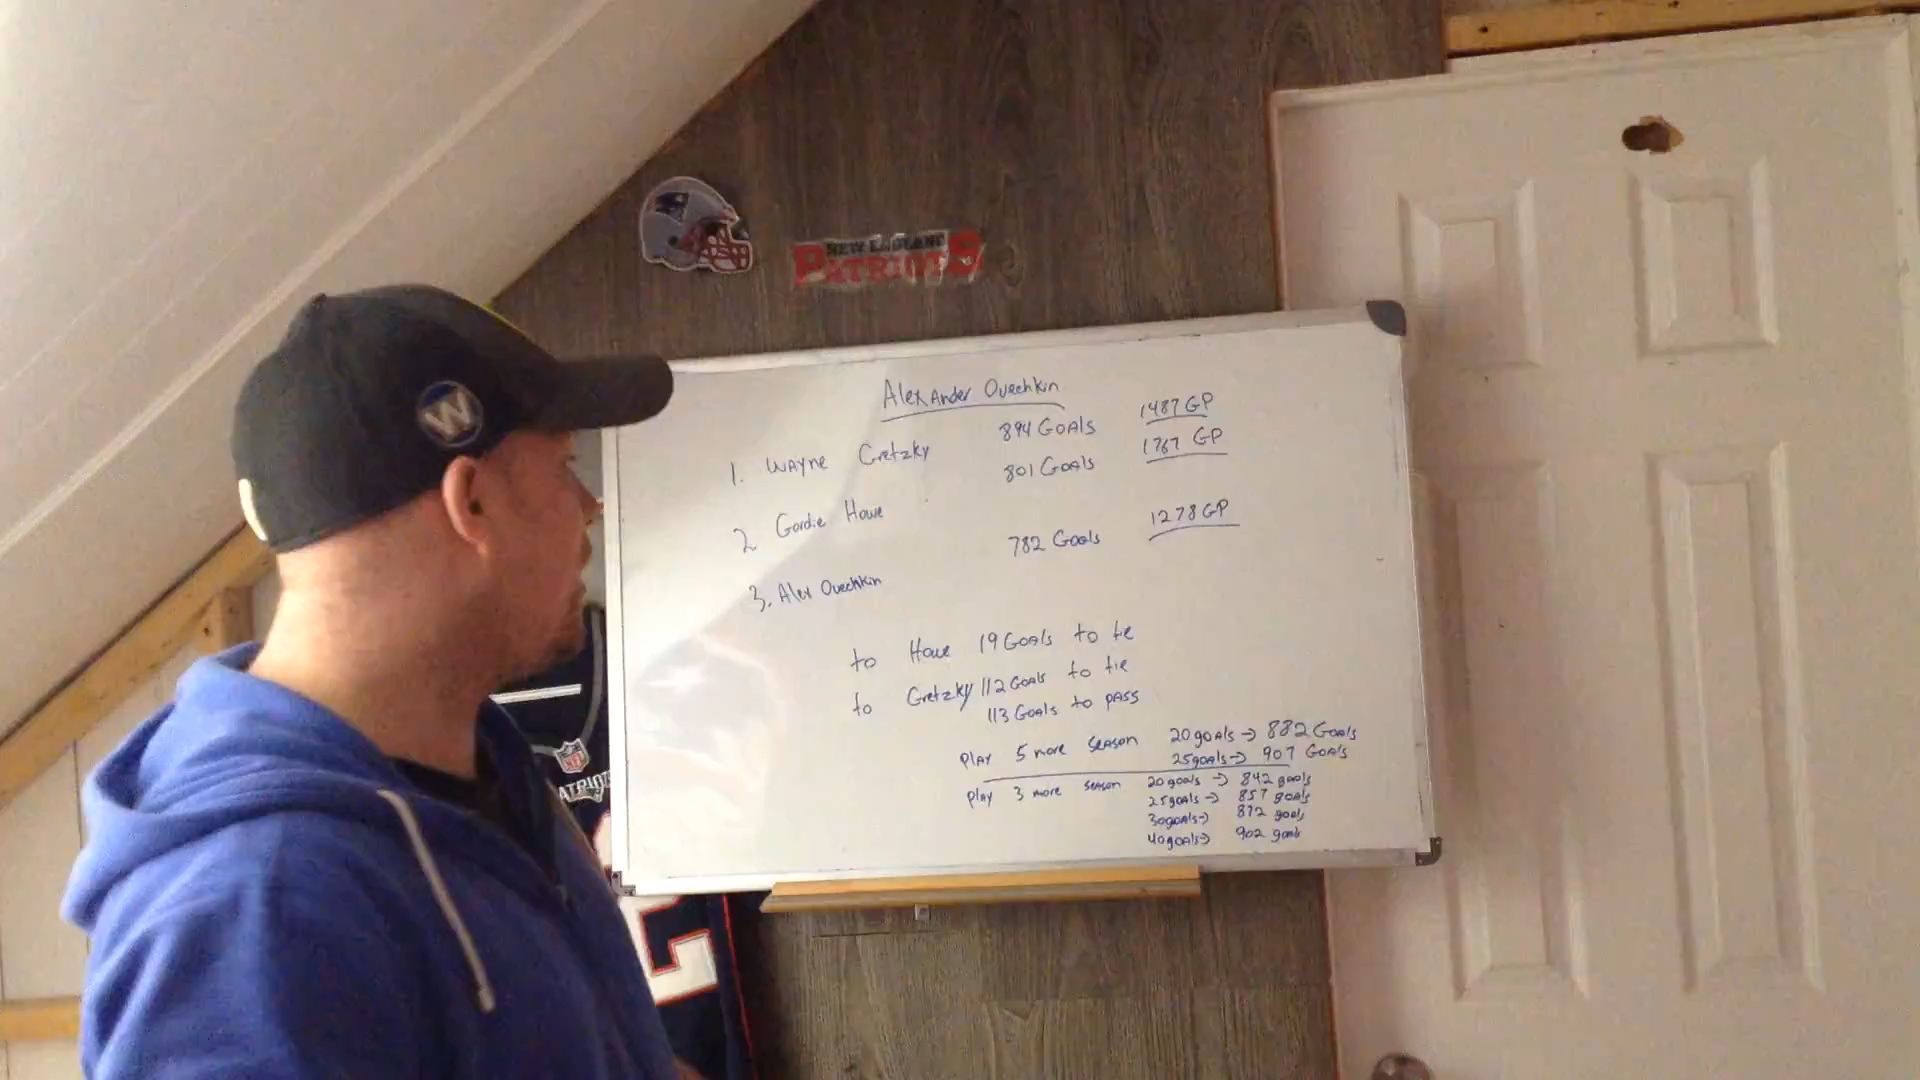 NEW ENGLAND
PATRIOTS
W
Alexander Ovechkin
1. Wayne Gretzky 894 Goals 1487 GP
2 Gordie Howe 801 Goals 1767 GP
3. Alex Ovechkin 782 Goals 1278 GP
to Howe 19 Goals to tie
to Gretzky 112 Goals to tie
113 Goals to pass
Play 5 more season 20 goals → 882 Goals
25 goals → 907 Goals
Play 3 more season 20 goals → 842 goals
25 goals → 857 goals
30 goals → 872 goals
40 goals → 902 goals
NFL
PATRIOTS